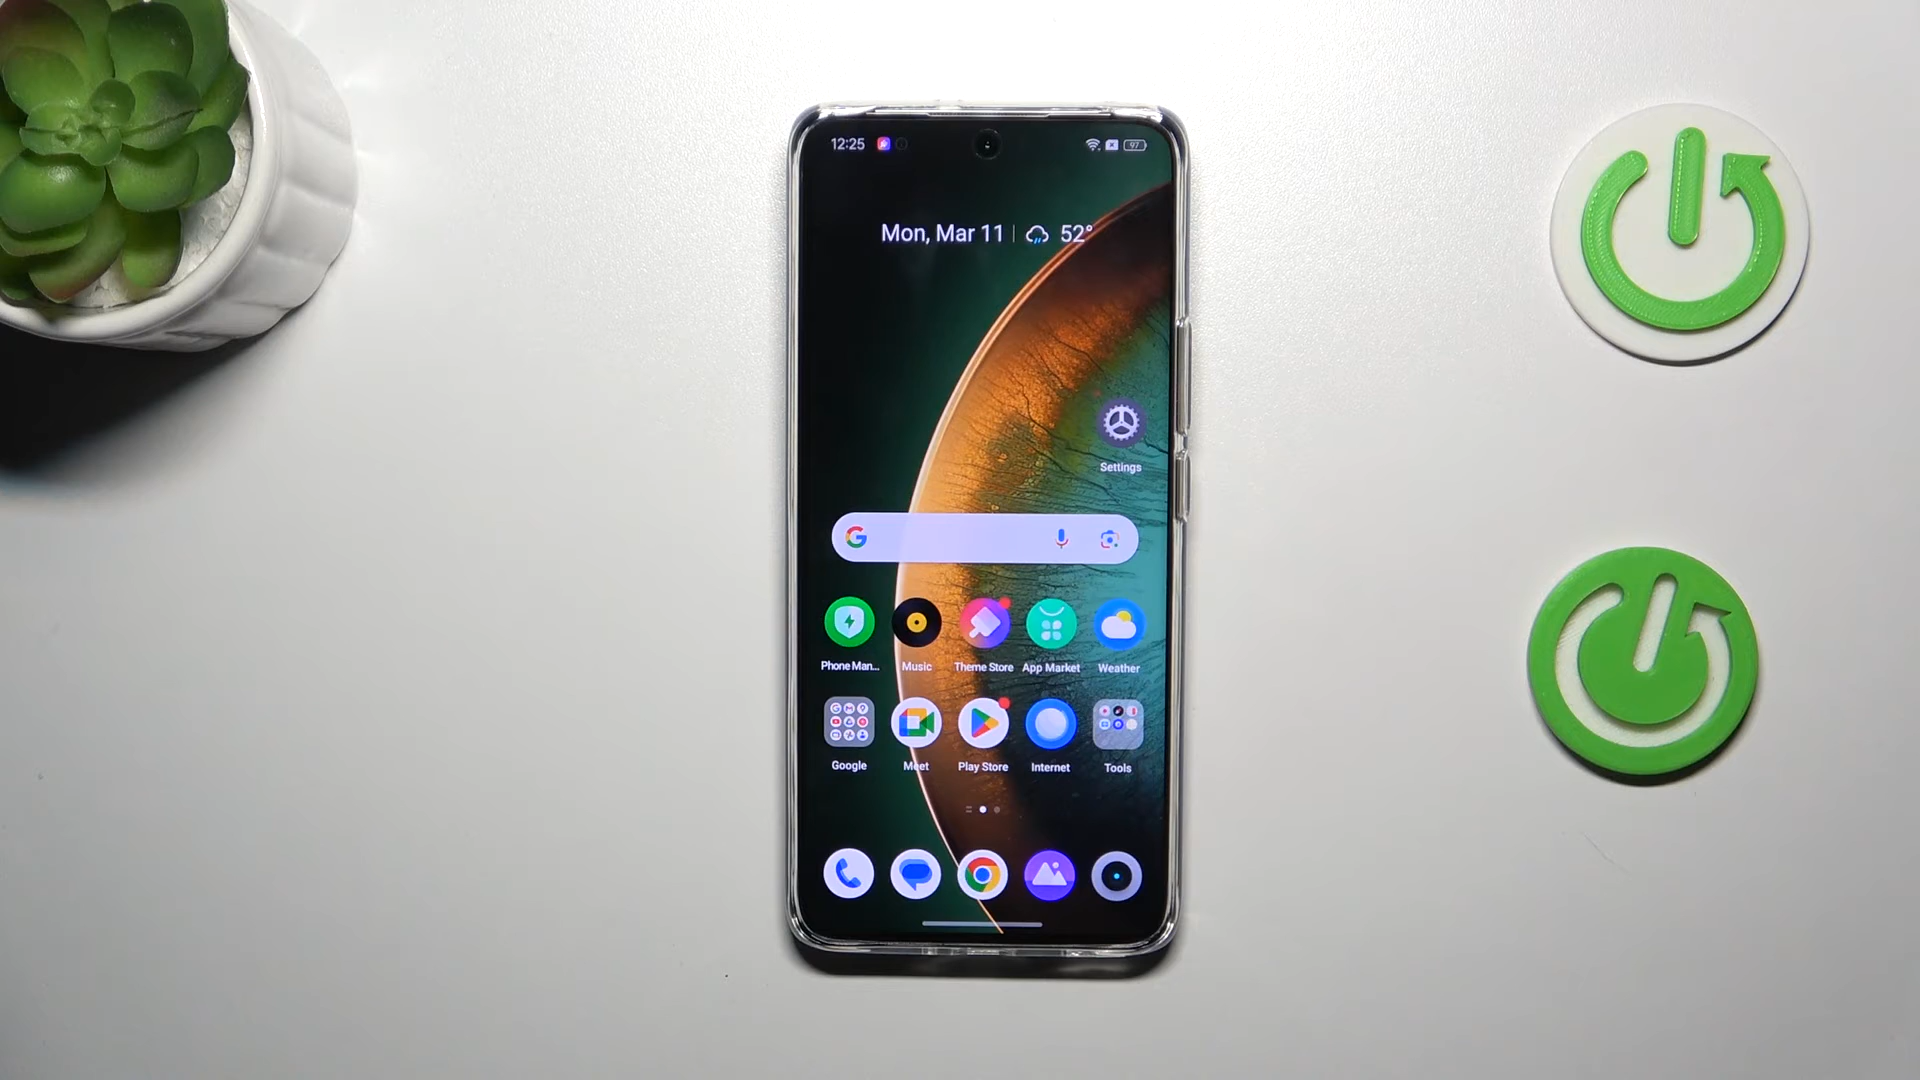 12:25 97
Mon, Mar 11 52°
Settings
G
Phone Man... Music Theme Store App Market Weather
Google Meet Play Store Internet Tools